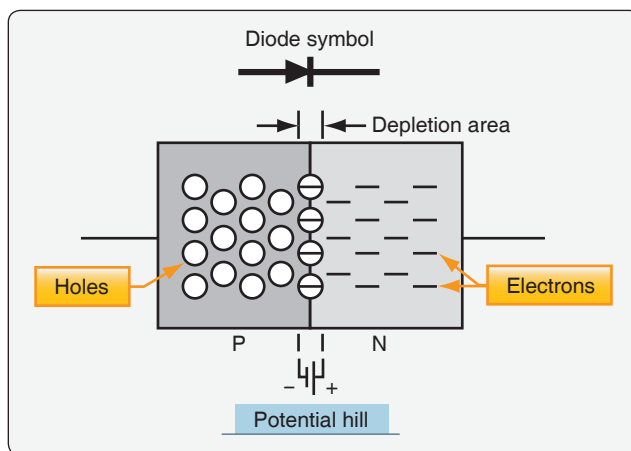 Diode symbol
Depletion area
Holes
Electrons
P
N
− +
Potential hill